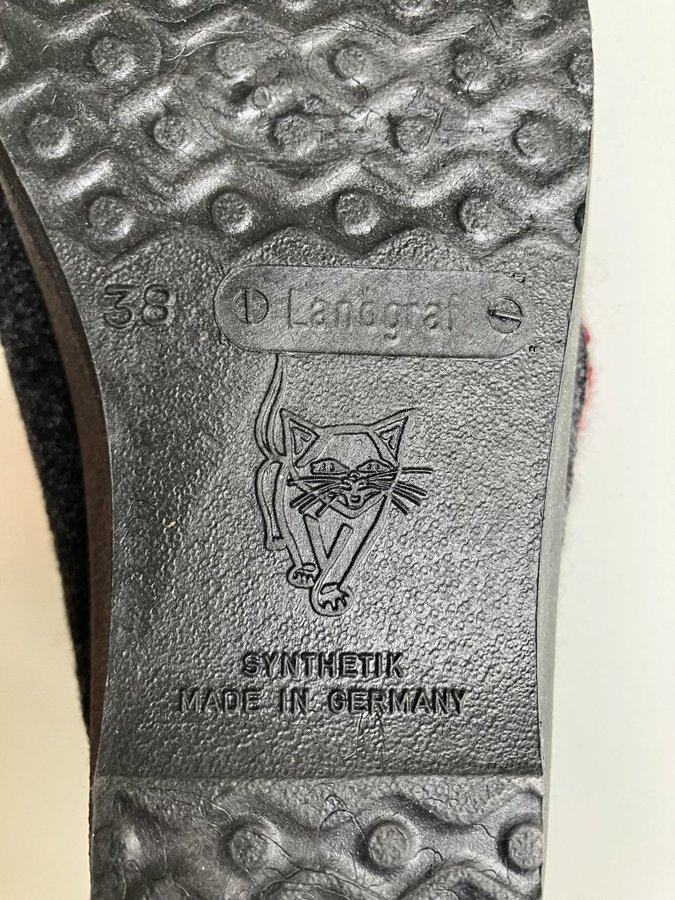 38 Landgraf
SYNTHETIK
MADE IN GERMANY